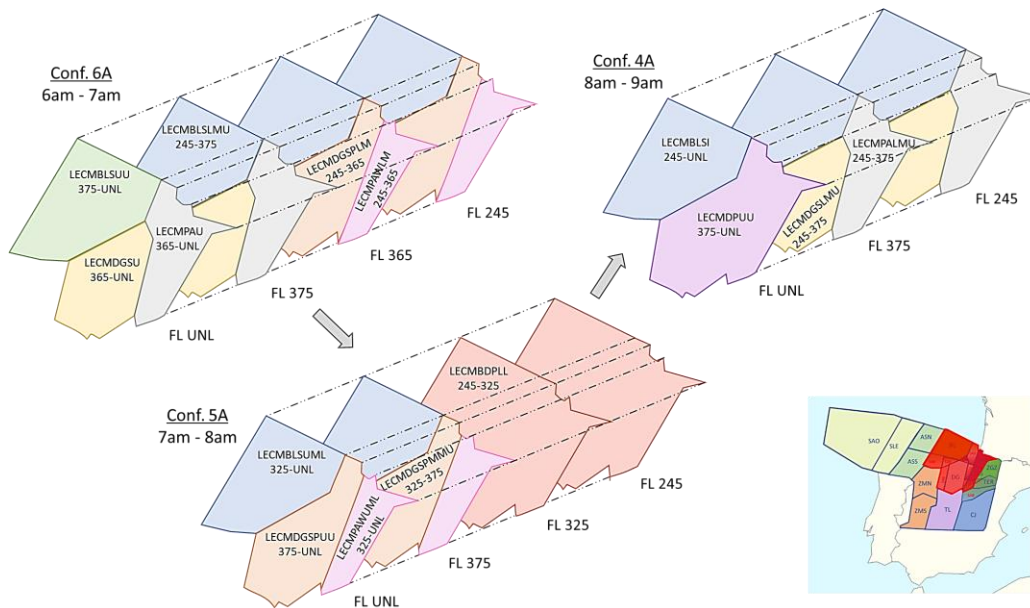 Conf. 6A
6am - 7am
LECMBLSUU
375-UNL
LECMBLSLMU
245-375
LECMDGSU
365-UNL
LECMPAU
365-UNL
LECMDGSPLM
245-365
LECMPAWLM
245-365
FL 245
FL 365
FL 375
FL UNL
Conf. 4A
8am - 9am
LECMBLSI
245-UNL
LECMDPUU
375-UNL
LECMDGSLMU
245-375
LECMPALMU
245-375
FL 245
FL 375
FL UNL
Conf. 5A
7am - 8am
LECMBLSUML
325-UNL
LECMDGSPUU
375-UNL
LECMPAWUML
325-UNL
LECMDGSPMMU
325-375
LECMBDPLL
245-325
FL 245
FL 325
FL 375
FL UNL
SAO
SLE
ASN
ASS
ZMN
ZMS
TL
CJ
ZGZ
TER